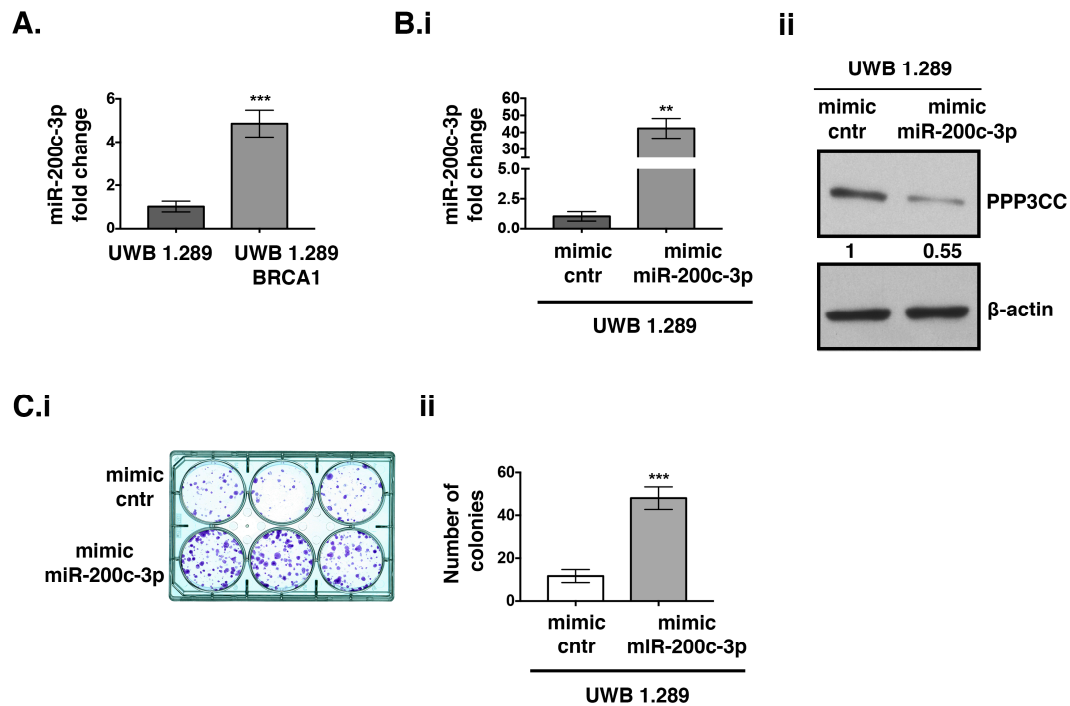 A.
miR-200c-3p
fold change
6
4
2
0
***
UWB 1.289
UWB 1.289
BRCA1
B.i
miR-200c-3p
fold change
60
50
40
30
5.0
2.5
0.0
**
mimic
cntr
mimic
miR-200c-3p
UWB 1.289
ii
UWB 1.289
mimic
cntr
mimic
miR-200c-3p
PPP3CC
1
0.55
β-actin
C.i
mimic
cntr
mimic
miR-200c-3p
ii
Number of
colonies
60
40
20
0
***
mimic
cntr
mimic
mIR-200c-3p
UWB 1.289